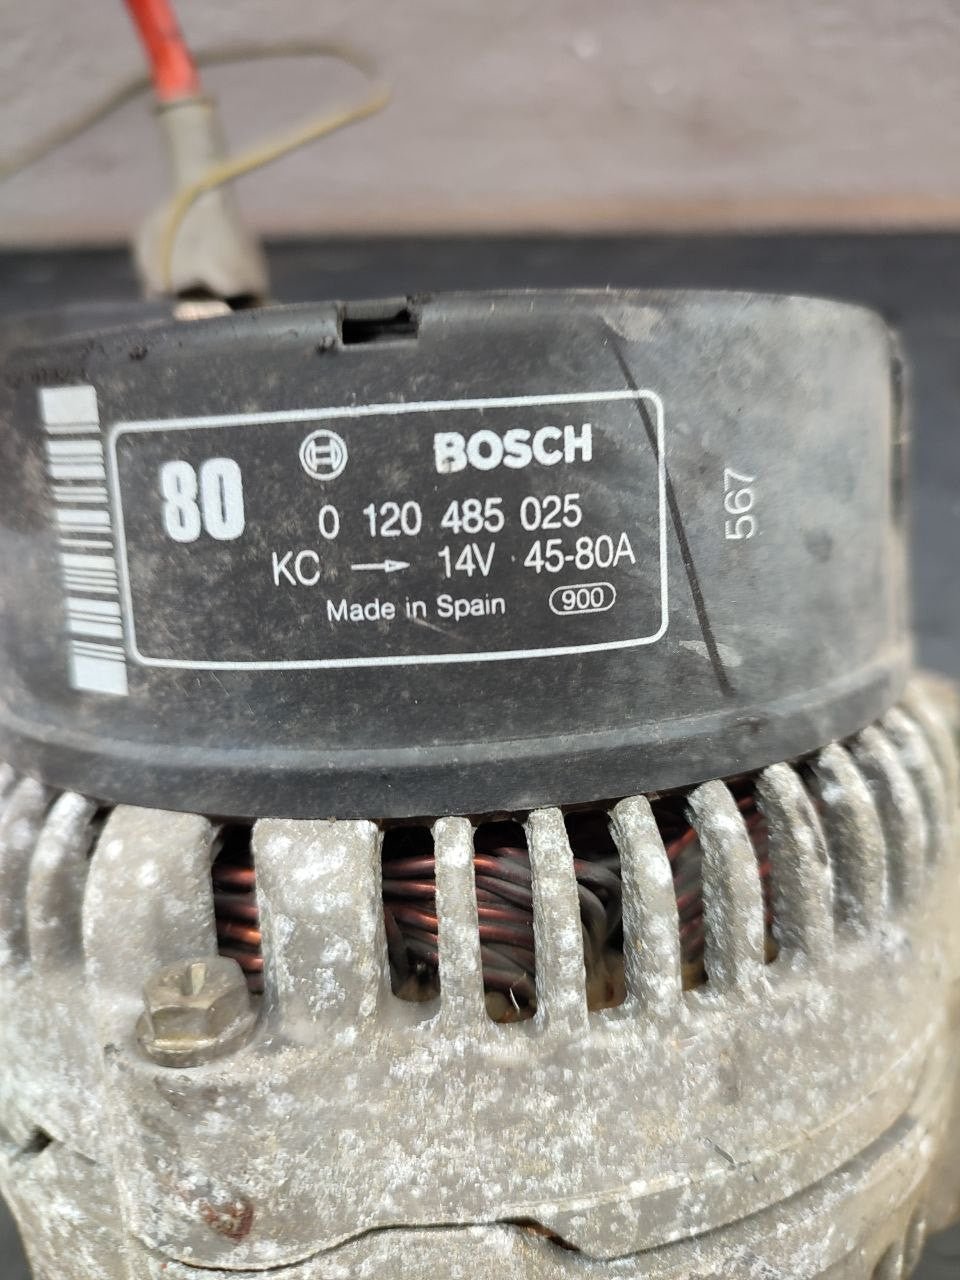 80
BOSCH
0 120 485 025
KC → 14V 45-80A
Made in Spain 900
567